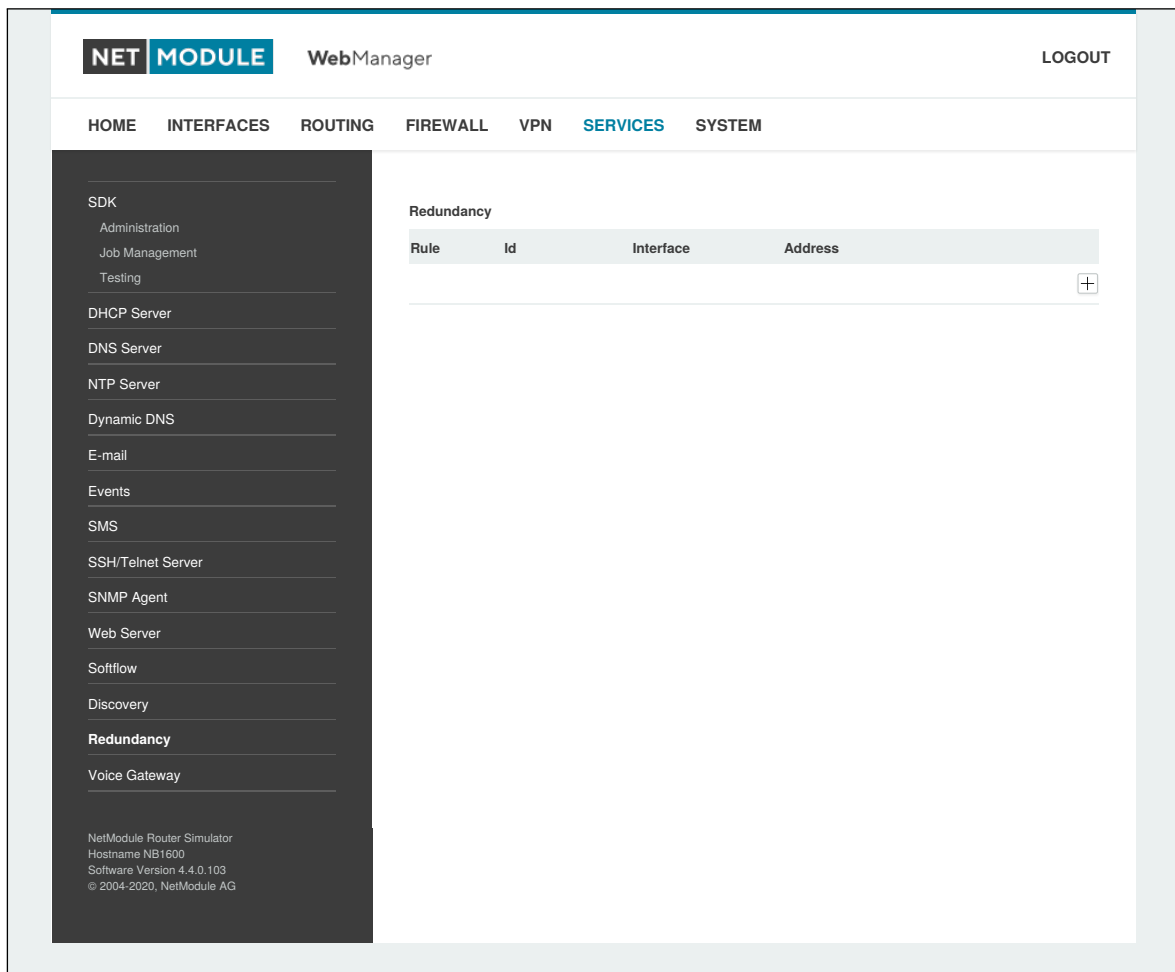 NET MODULE WebManager LOGOUT
HOME INTERFACES ROUTING FIREWALL VPN SERVICES SYSTEM
SDK
Administration
Job Management
Testing
DHCP Server
DNS Server
NTP Server
Dynamic DNS
E-mail
Events
SMS
SSH/Telnet Server
SNMP Agent
Web Server
Softflow
Discovery
Redundancy
Voice Gateway
NetModule Router Simulator
Hostname NB1600
Software Version 4.4.0.103
© 2004-2020, NetModule AG
Redundancy
Rule Id Interface Address